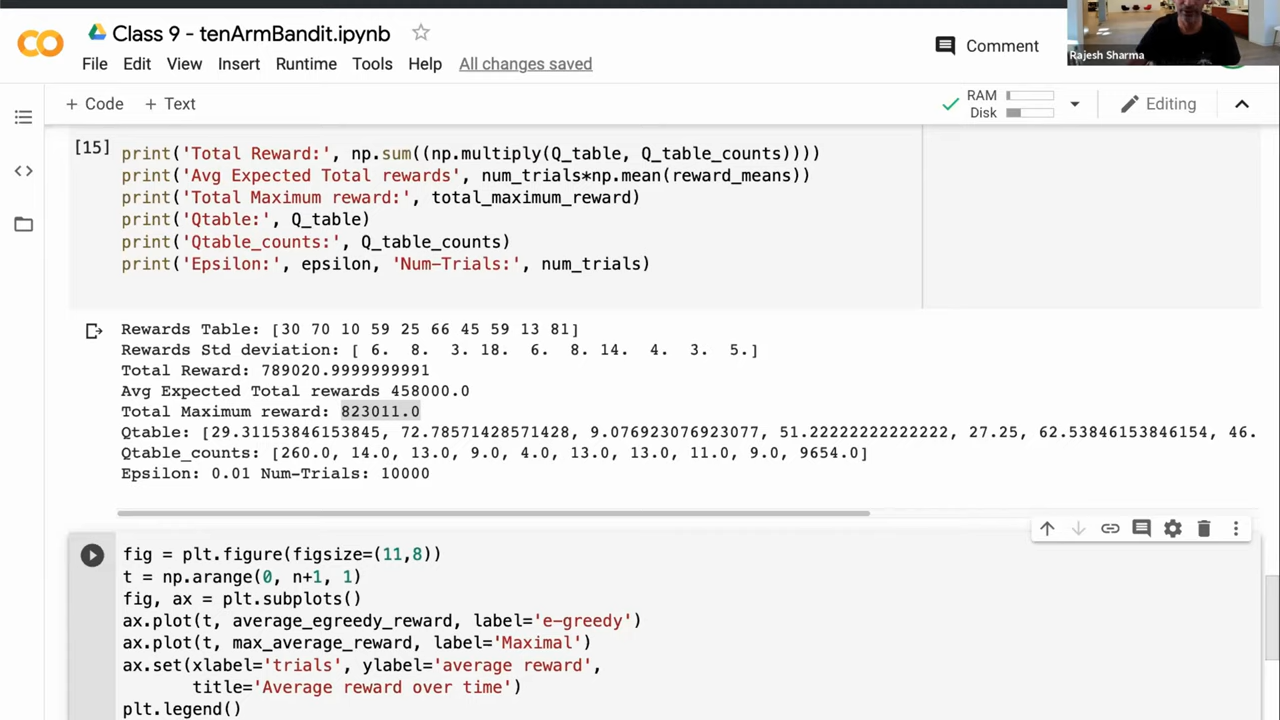 Class 9 - tenArmBandit.ipynb
Rajesh Sharma
File Edit View Insert Runtime Tools Help All changes saved
Comment
+ Code + Text
RAM
Disk
Editing
[15]
print('Total Reward:', np.sum((np.multiply(Q_table, Q_table_counts))))
print('Avg Expected Total rewards', num_trials*np.mean(reward_means))
print('Total Maximum reward:', total_maximum_reward)
print('Qtable:', Q_table)
print('Qtable_counts:', Q_table_counts)
print('Epsilon:', epsilon, 'Num-Trials:', num_trials)
Rewards Table: [30 70 10 59 25 66 45 59 13 81]
Rewards Std deviation: [ 6. 8. 3. 18. 6. 8. 14. 4. 3. 5.]
Total Reward: 789020.9999999991
Avg Expected Total rewards 458000.0
Total Maximum reward: 823011.0
Qtable: [29.31153846153845, 72.78571428571428, 9.076923076923077, 51.22222222222222, 27.25, 62.53846153846154, 46.
Qtable_counts: [260.0, 14.0, 13.0, 9.0, 4.0, 13.0, 13.0, 11.0, 9.0, 9654.0]
Epsilon: 0.01 Num-Trials: 10000
fig = plt.figure(figsize=(11,8))
t = np.arange(0, n+1, 1)
fig, ax = plt.subplots()
ax.plot(t, average_egreedy_reward, label='e-greedy')
ax.plot(t, max_average_reward, label='Maximal')
ax.set(xlabel='trials', ylabel='average reward',
title='Average reward over time')
plt.legend()